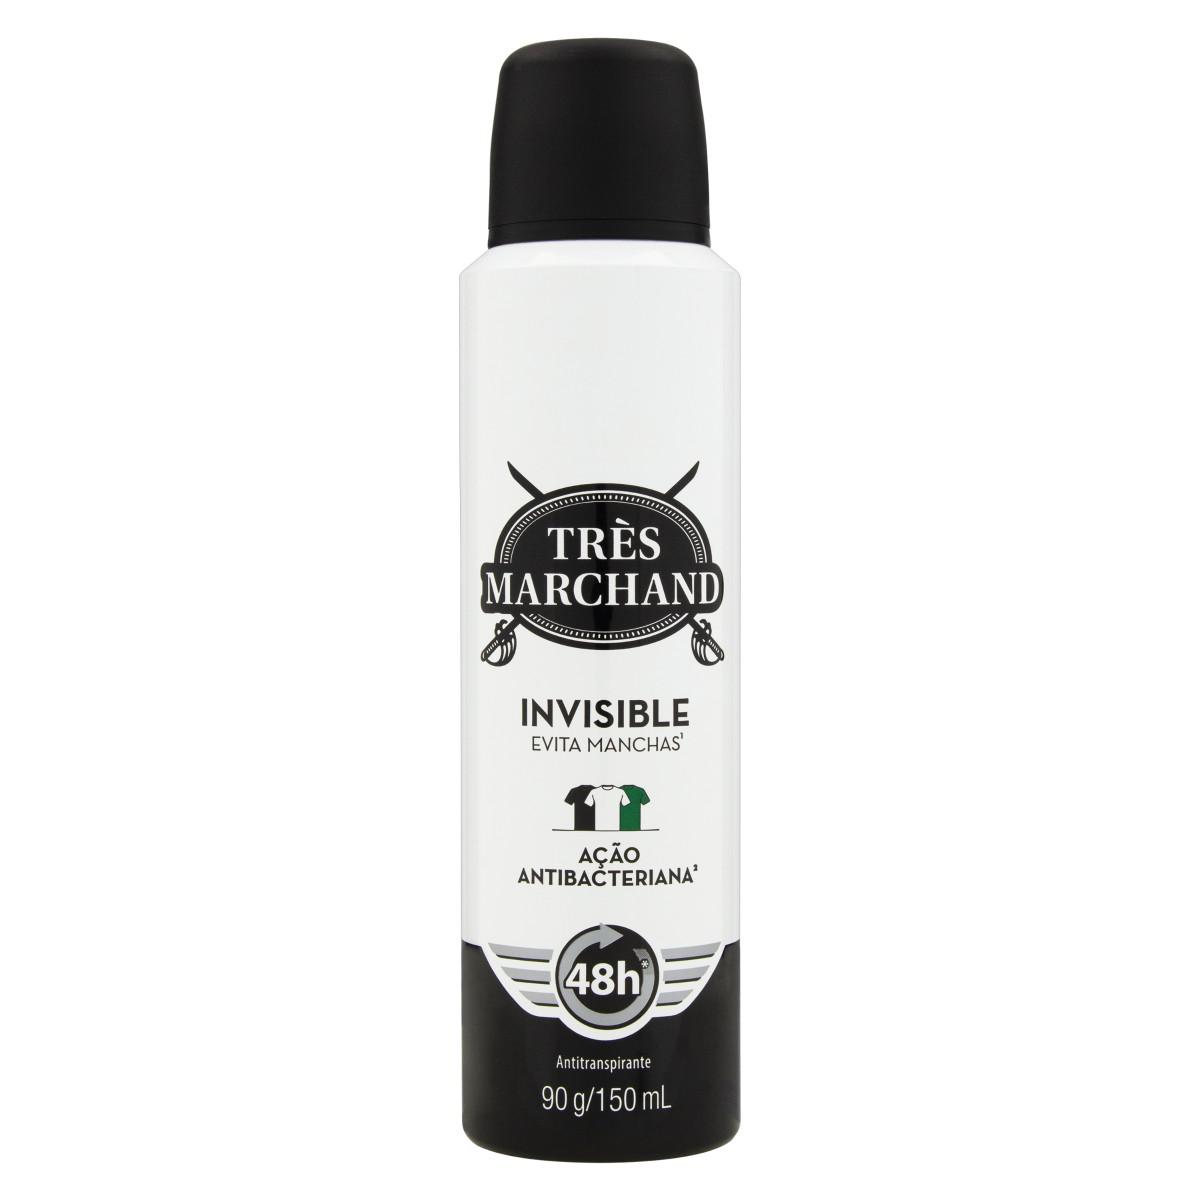 TRÈS
MARCHAND
INVISIBLE
EVITA MANCHAS¹
AÇÃO
ANTIBACTERIANA²
48h*
Antitranspirante
90 g/150 mL